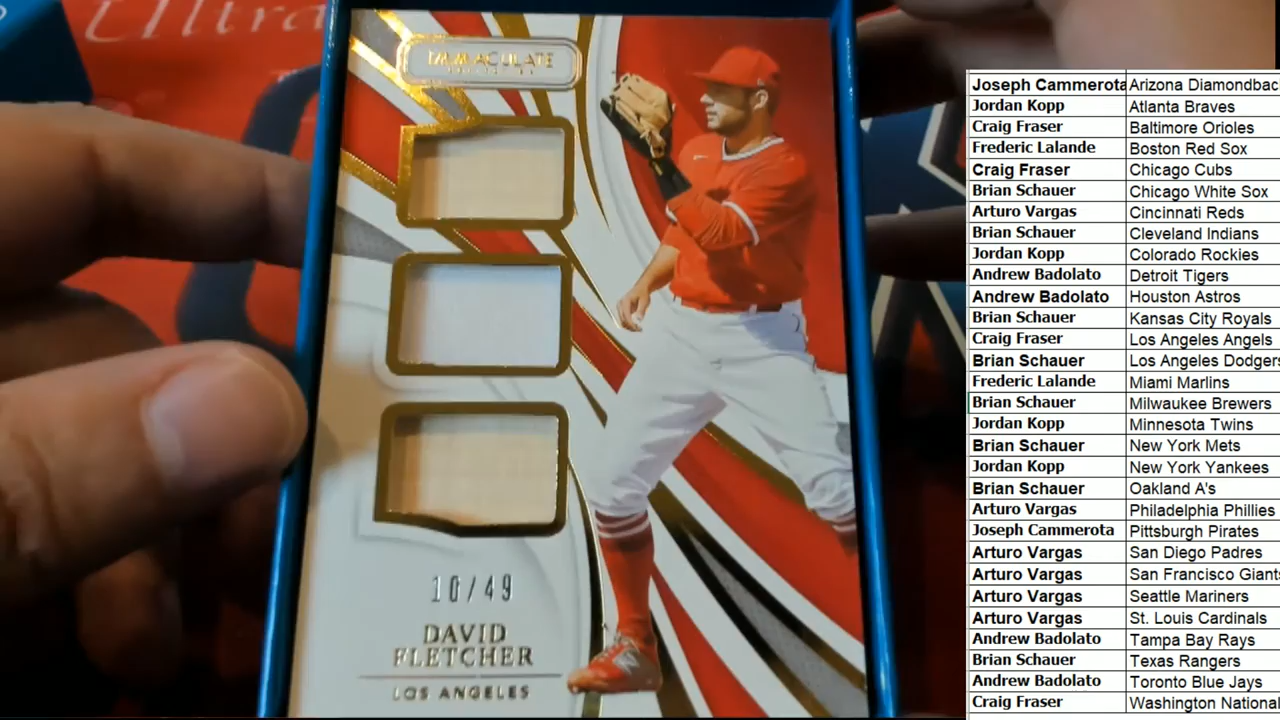 Ultra
IMMACULATE
COLLECTION
10/49
DAVID
FLETCHER
LOS ANGELES
Joseph Cammerota Arizona Diamondbac
Jordan Kopp Atlanta Braves
Craig Fraser Baltimore Orioles
Frederic Lalande Boston Red Sox
Craig Fraser Chicago Cubs
Brian Schauer Chicago White Sox
Arturo Vargas Cincinnati Reds
Brian Schauer Cleveland Indians
Jordan Kopp Colorado Rockies
Andrew Badolato Detroit Tigers
Andrew Badolato Houston Astros
Brian Schauer Kansas City Royals
Craig Fraser Los Angeles Angels
Brian Schauer Los Angeles Dodgers
Frederic Lalande Miami Marlins
Brian Schauer Milwaukee Brewers
Jordan Kopp Minnesota Twins
Brian Schauer New York Mets
Jordan Kopp New York Yankees
Brian Schauer Oakland A's
Arturo Vargas Philadelphia Phillies
Joseph Cammerota Pittsburgh Pirates
Arturo Vargas San Diego Padres
Arturo Vargas San Francisco Giants
Arturo Vargas Seattle Mariners
Arturo Vargas St. Louis Cardinals
Andrew Badolato Tampa Bay Rays
Brian Schauer Texas Rangers
Andrew Badolato Toronto Blue Jays
Craig Fraser Washington National